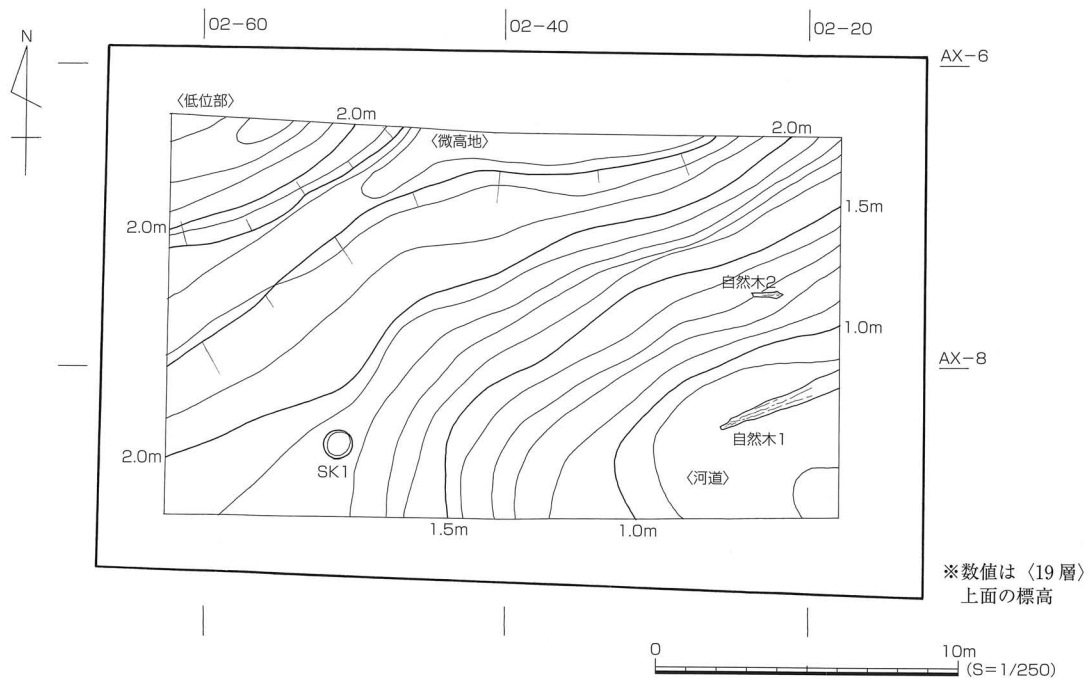 02-60
02-40
02-20
N
AX-6
〈低位部〉
2.0m
〈微高地〉
2.0m
1.5m
2.0m
自然木2
1.0m
AX-8
自然木1
2.0m
SK1
〈河道〉
1.5m
1.0m
※数値は〈19層〉
上面の標高
0
10m
(S=1/250)